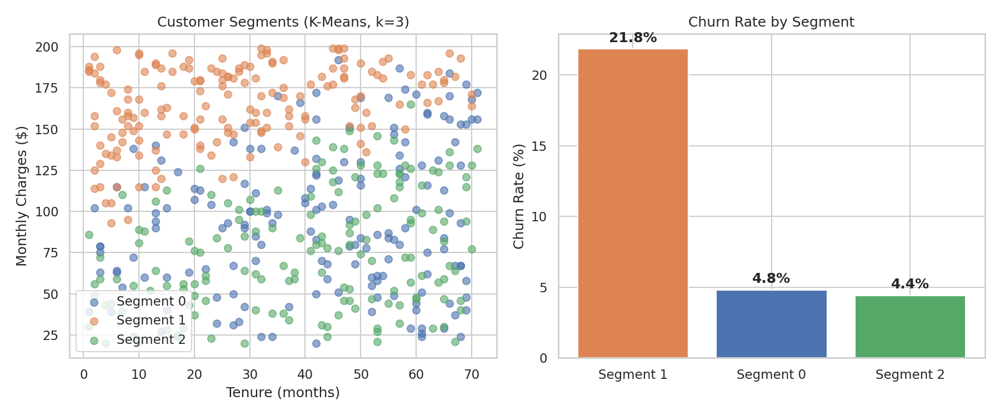 Customer Segments (K-Means, k=3)
Monthly Charges ($)
200
175
150
125
100
75
50
25
Segment 0
Segment 1
Segment 2
0 10 20 30 40 50 60 70
Tenure (months)
Churn Rate by Segment
Churn Rate (%)
20
15
10
5
0
21.8%
4.8%
4.4%
Segment 1 Segment 0 Segment 2